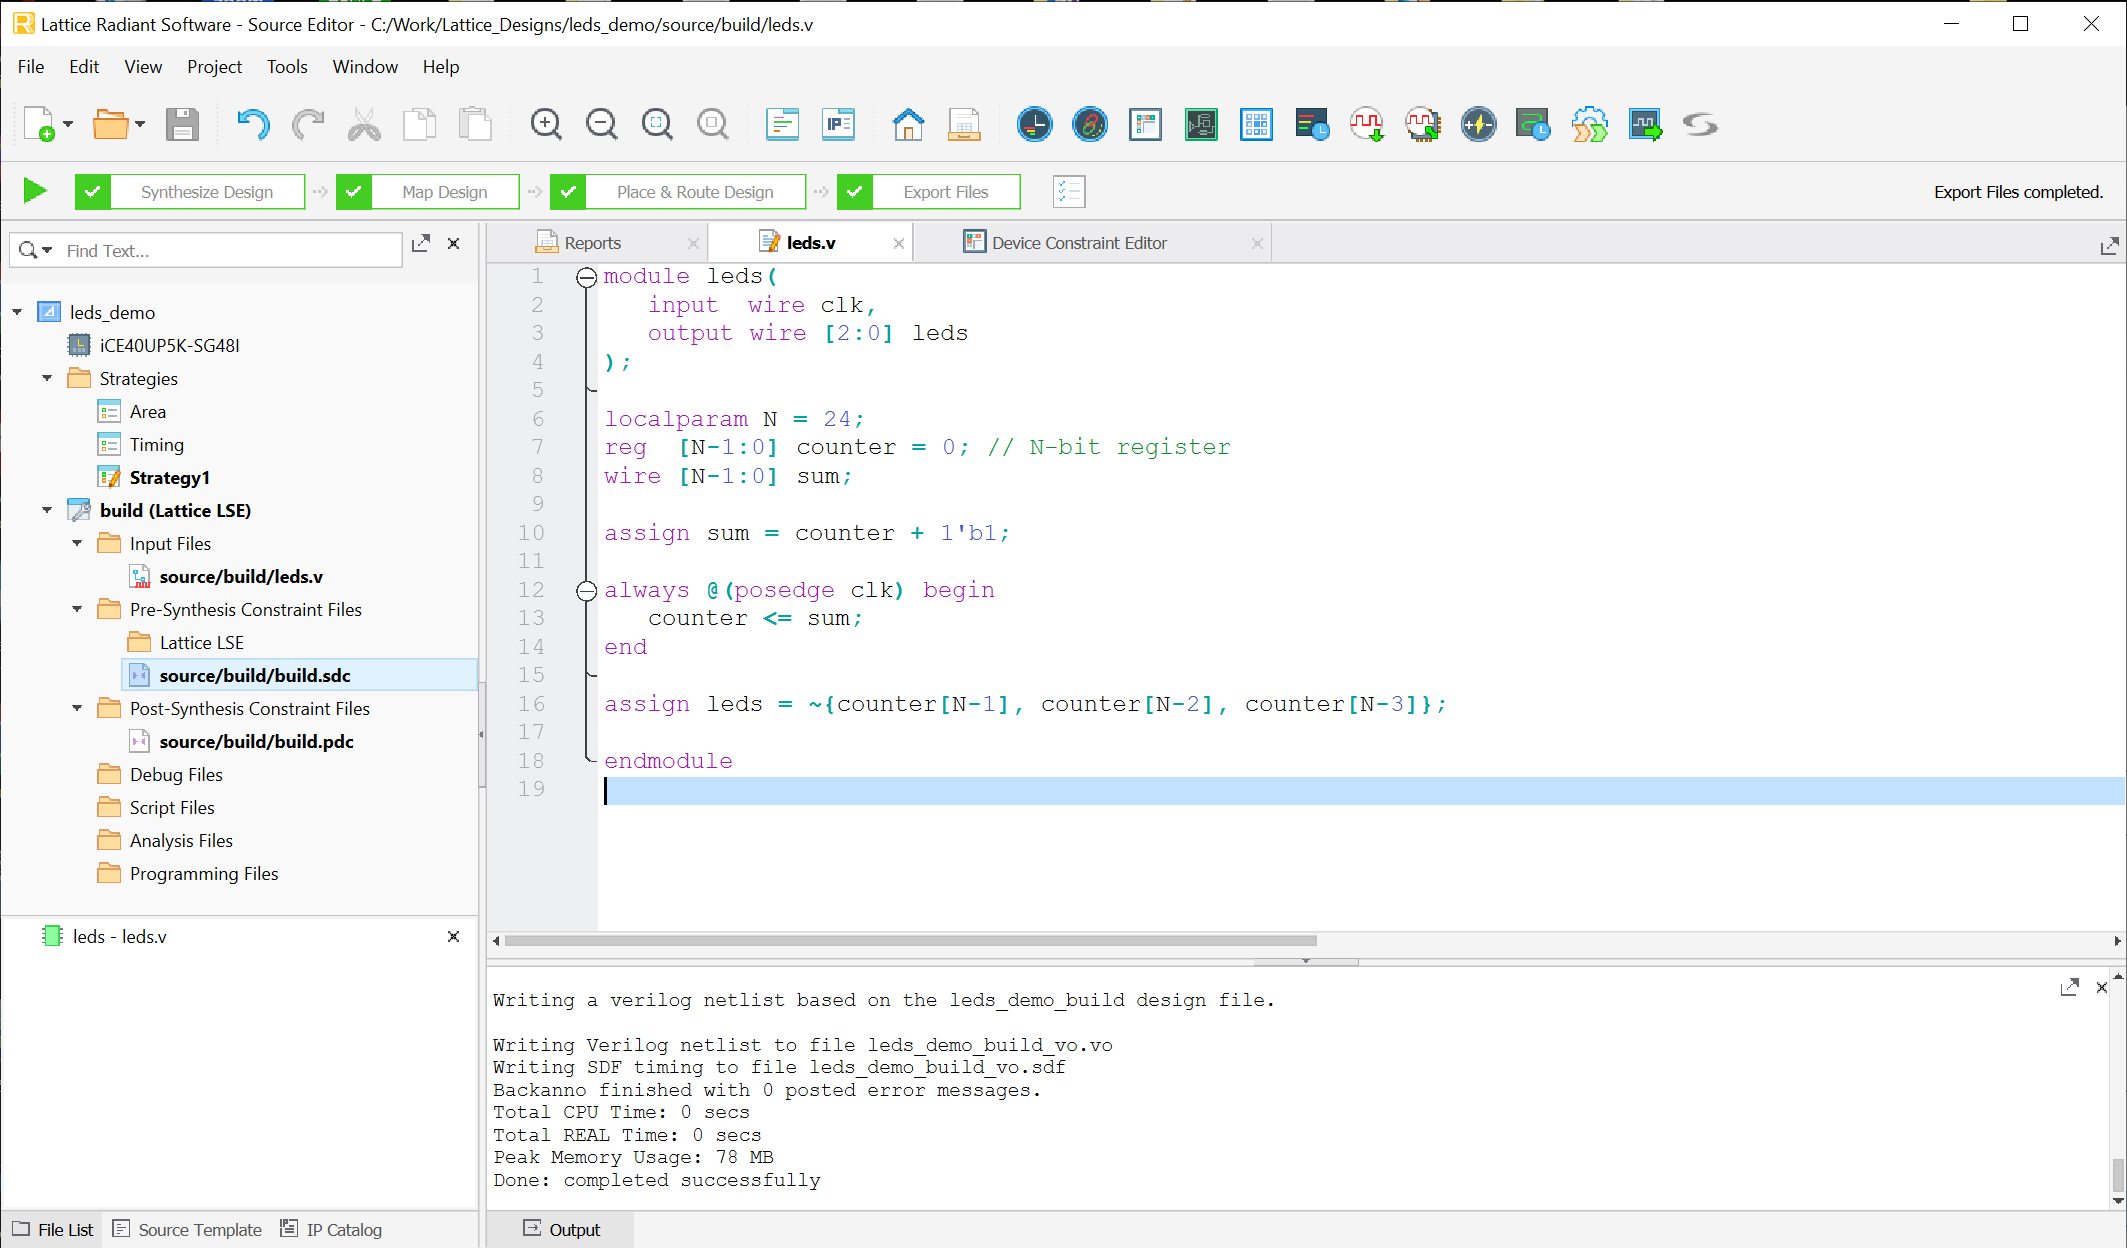 Lattice Radiant Software - Source Editor - C:/Work/Lattice_Designs/leds_demo/source/build/leds.v
File Edit View Project Tools Window Help
IP
Synthesize Design Map Design Place & Route Design Export Files Export Files completed.
Find Text...
leds_demo
iCE40UP5K-SG48I
Strategies
Area
Timing
Strategy1
build (Lattice LSE)
Input Files
source/build/leds.v
Pre-Synthesis Constraint Files
Lattice LSE
source/build/build.sdc
Post-Synthesis Constraint Files
source/build/build.pdc
Debug Files
Script Files
Analysis Files
Programming Files
leds - leds.v
File List Source Template IP Catalog
Reports leds.v Device Constraint Editor
1 module leds(
2 input  wire clk,
3 output wire [2:0] leds
4 );
5
6 localparam N = 24;
7 reg  [N-1:0] counter = 0; // N-bit register
8 wire [N-1:0] sum;
9
10 assign sum = counter + 1'b1;
11
12 always @(posedge clk) begin
13 counter <= sum;
14 end
15
16 assign leds = ~{counter[N-1], counter[N-2], counter[N-3]};
17
18 endmodule
19
Writing a verilog netlist based on the leds_demo_build design file.
Writing Verilog netlist to file leds_demo_build_vo.vo
Writing SDF timing to file leds_demo_build_vo.sdf
Backanno finished with 0 posted error messages.
Total CPU Time: 0 secs
Total REAL Time: 0 secs
Peak Memory Usage: 78 MB
Done: completed successfully
Output